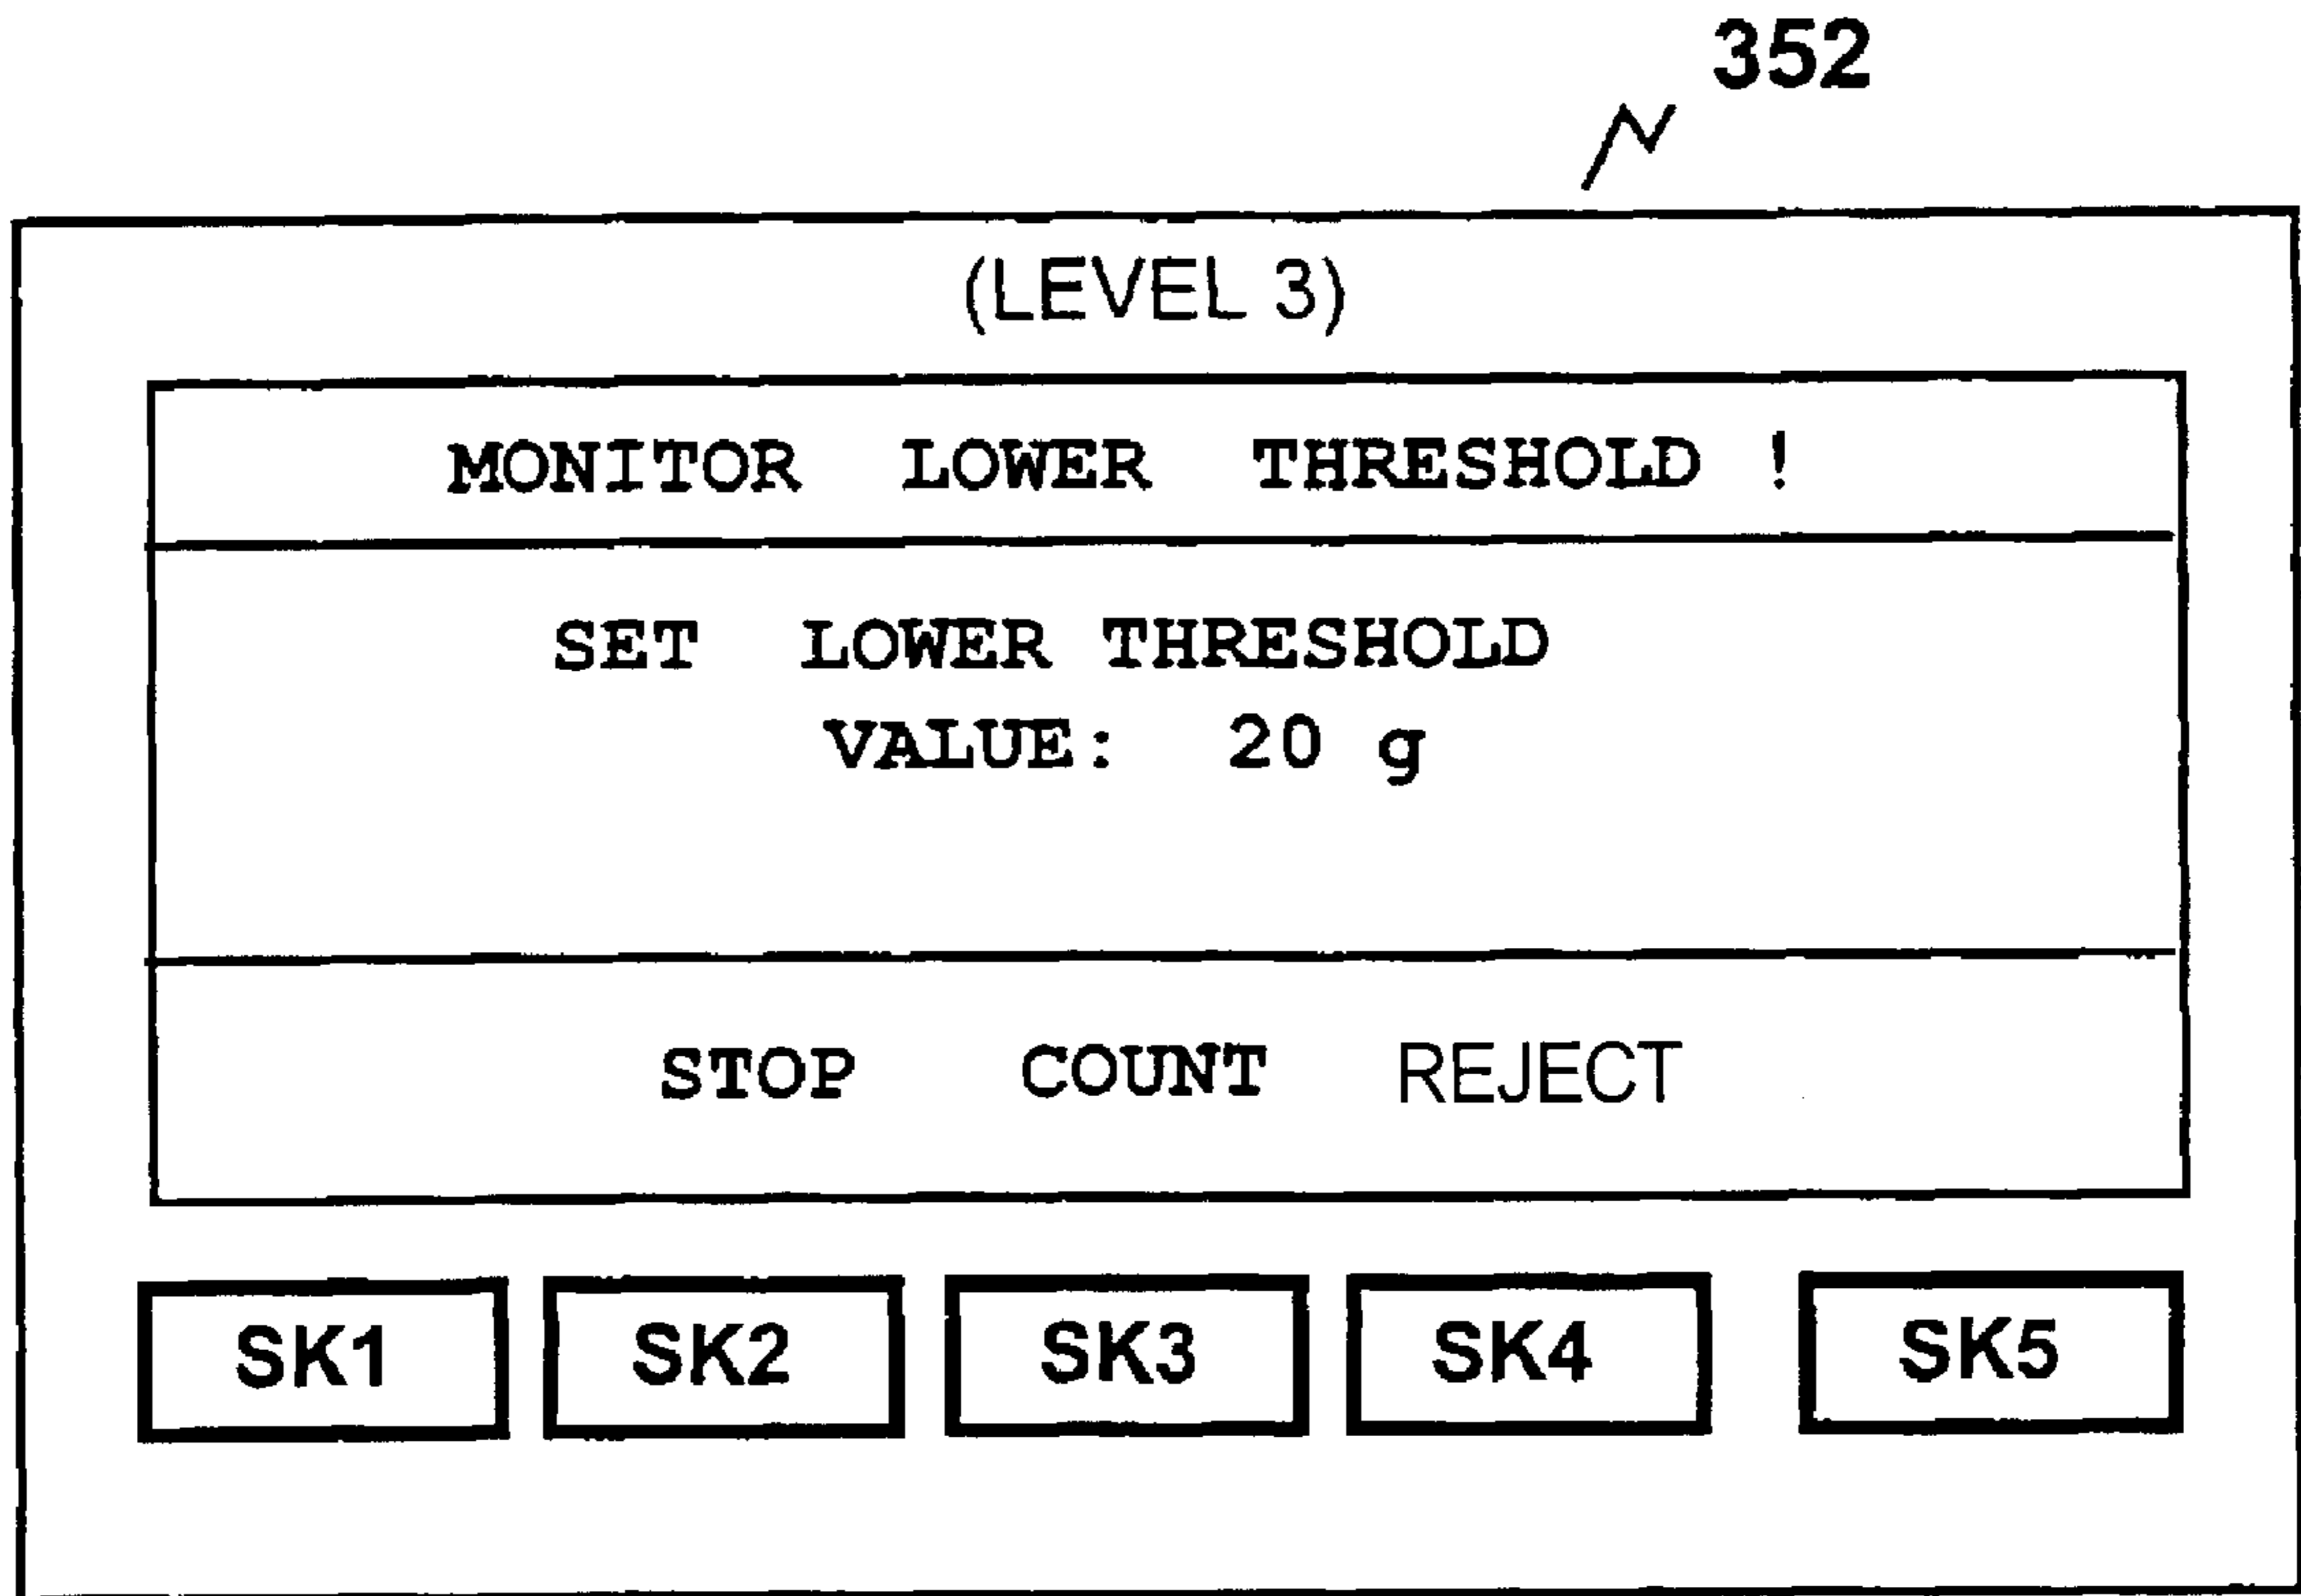 352
(LEVEL 3)
MONITOR LOWER THRESHOLD !
SET LOWER THRESHOLD
VALUE: 20 g
STOP COUNT REJECT
SK1 SK2 SK3 SK4 SK5